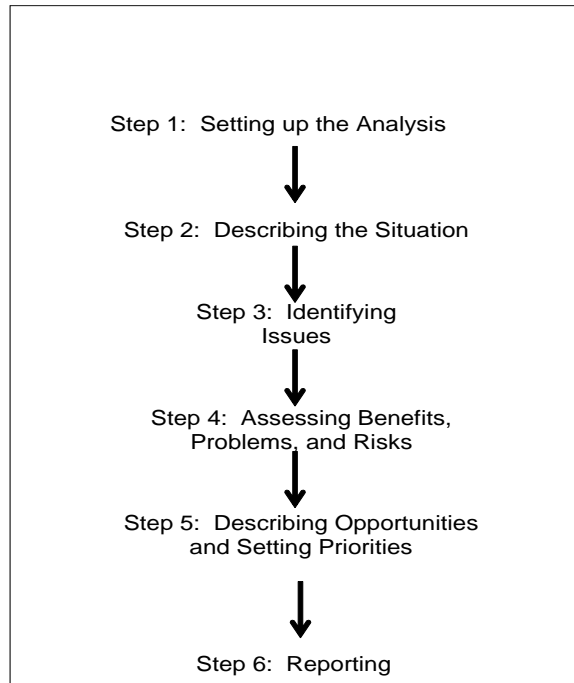 Step 1:  Setting up the Analysis
Step 2:  Describing the Situation
Step 3:  Identifying
Issues
Step 4:  Assessing Benefits,
Problems, and Risks
Step 5:  Describing Opportunities
and Setting Priorities
Step 6:  Reporting